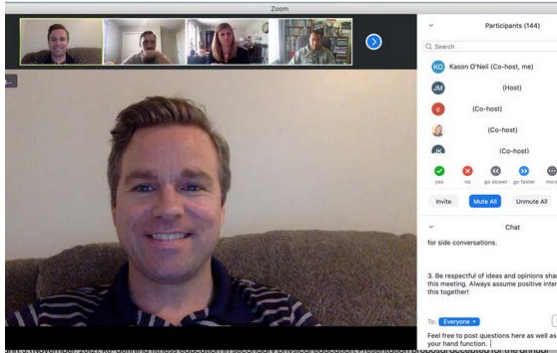 Zoom
Participants (144)
Search
KO Kason O'Neil (Co-host, me)
JM (Host)
c (Co-host)
(Co-host)
JK (Co-host)
yes no go slower go faster more
Invite Mute All Unmute All
Chat
for side conversations.
3. Be respectful of ideas and opinions
this meeting. Always assume positive
this together!
To: Everyone
Feel free to post questions here as well as
your hand function.